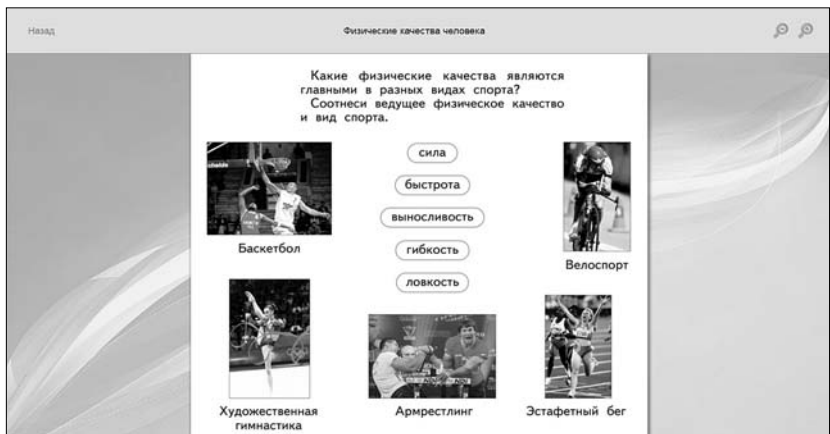 Назад
Физические качества человека
Какие физические качества являются
главными в разных видах спорта?
Соотнеси ведущее физическое качество
и вид спорта.
сила
быстрота
выносливость
гибкость
ловкость
Баскетбол
Велоспорт
Художественная
гимнастика
Армрестлинг
Эстафетный бег